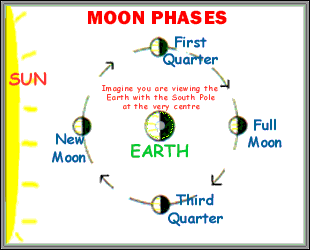 MOON PHASES
First
Quarter
SUN
Imagine you are viewing the
Earth with the South Pole
at the very centre
New
Moon
Full
Moon
EARTH
Third
Quarter